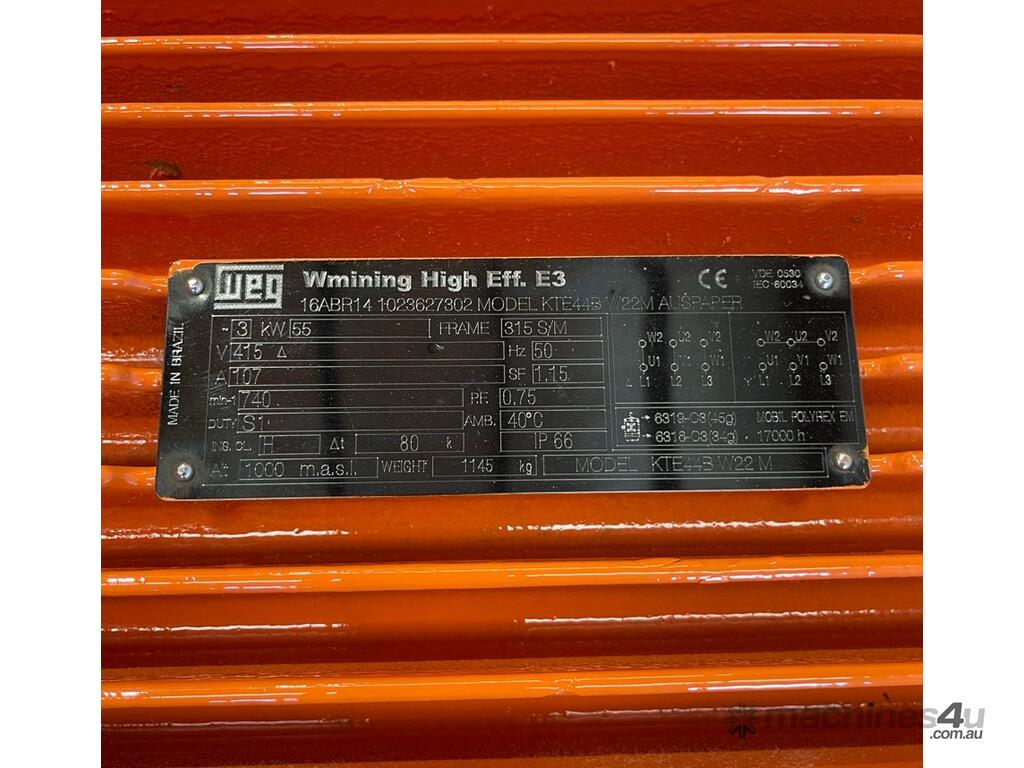 WEG Wmining High Eff. E3 CE VDE 0530
IEC 60034
16ABR14 1023627302 MODEL KTE44B W22M AUSPAPER
MADE IN BRAZIL
~ 3 kW 55 FRAME 315 S/M
V 415 Δ Hz 50
A 107 SF 1.15
min-1 740 P.F. 0.75
DUTY S1 AMB. 40°C
INS. CL. H Δt 80 k IP 66
Alt 1000 m.a.s.l. WEIGHT 1145 kg MODEL KTE44B W22 M
W2 U2 V2 W2 U2 V2
U1 V1 W1 U1 V1 W1
Δ L1 L2 L3 Y L1 L2 L3
6319-C3(45g) MOBIL POLYREX EM
6316-C3(34g) 17000 h
machines4u
.com.au